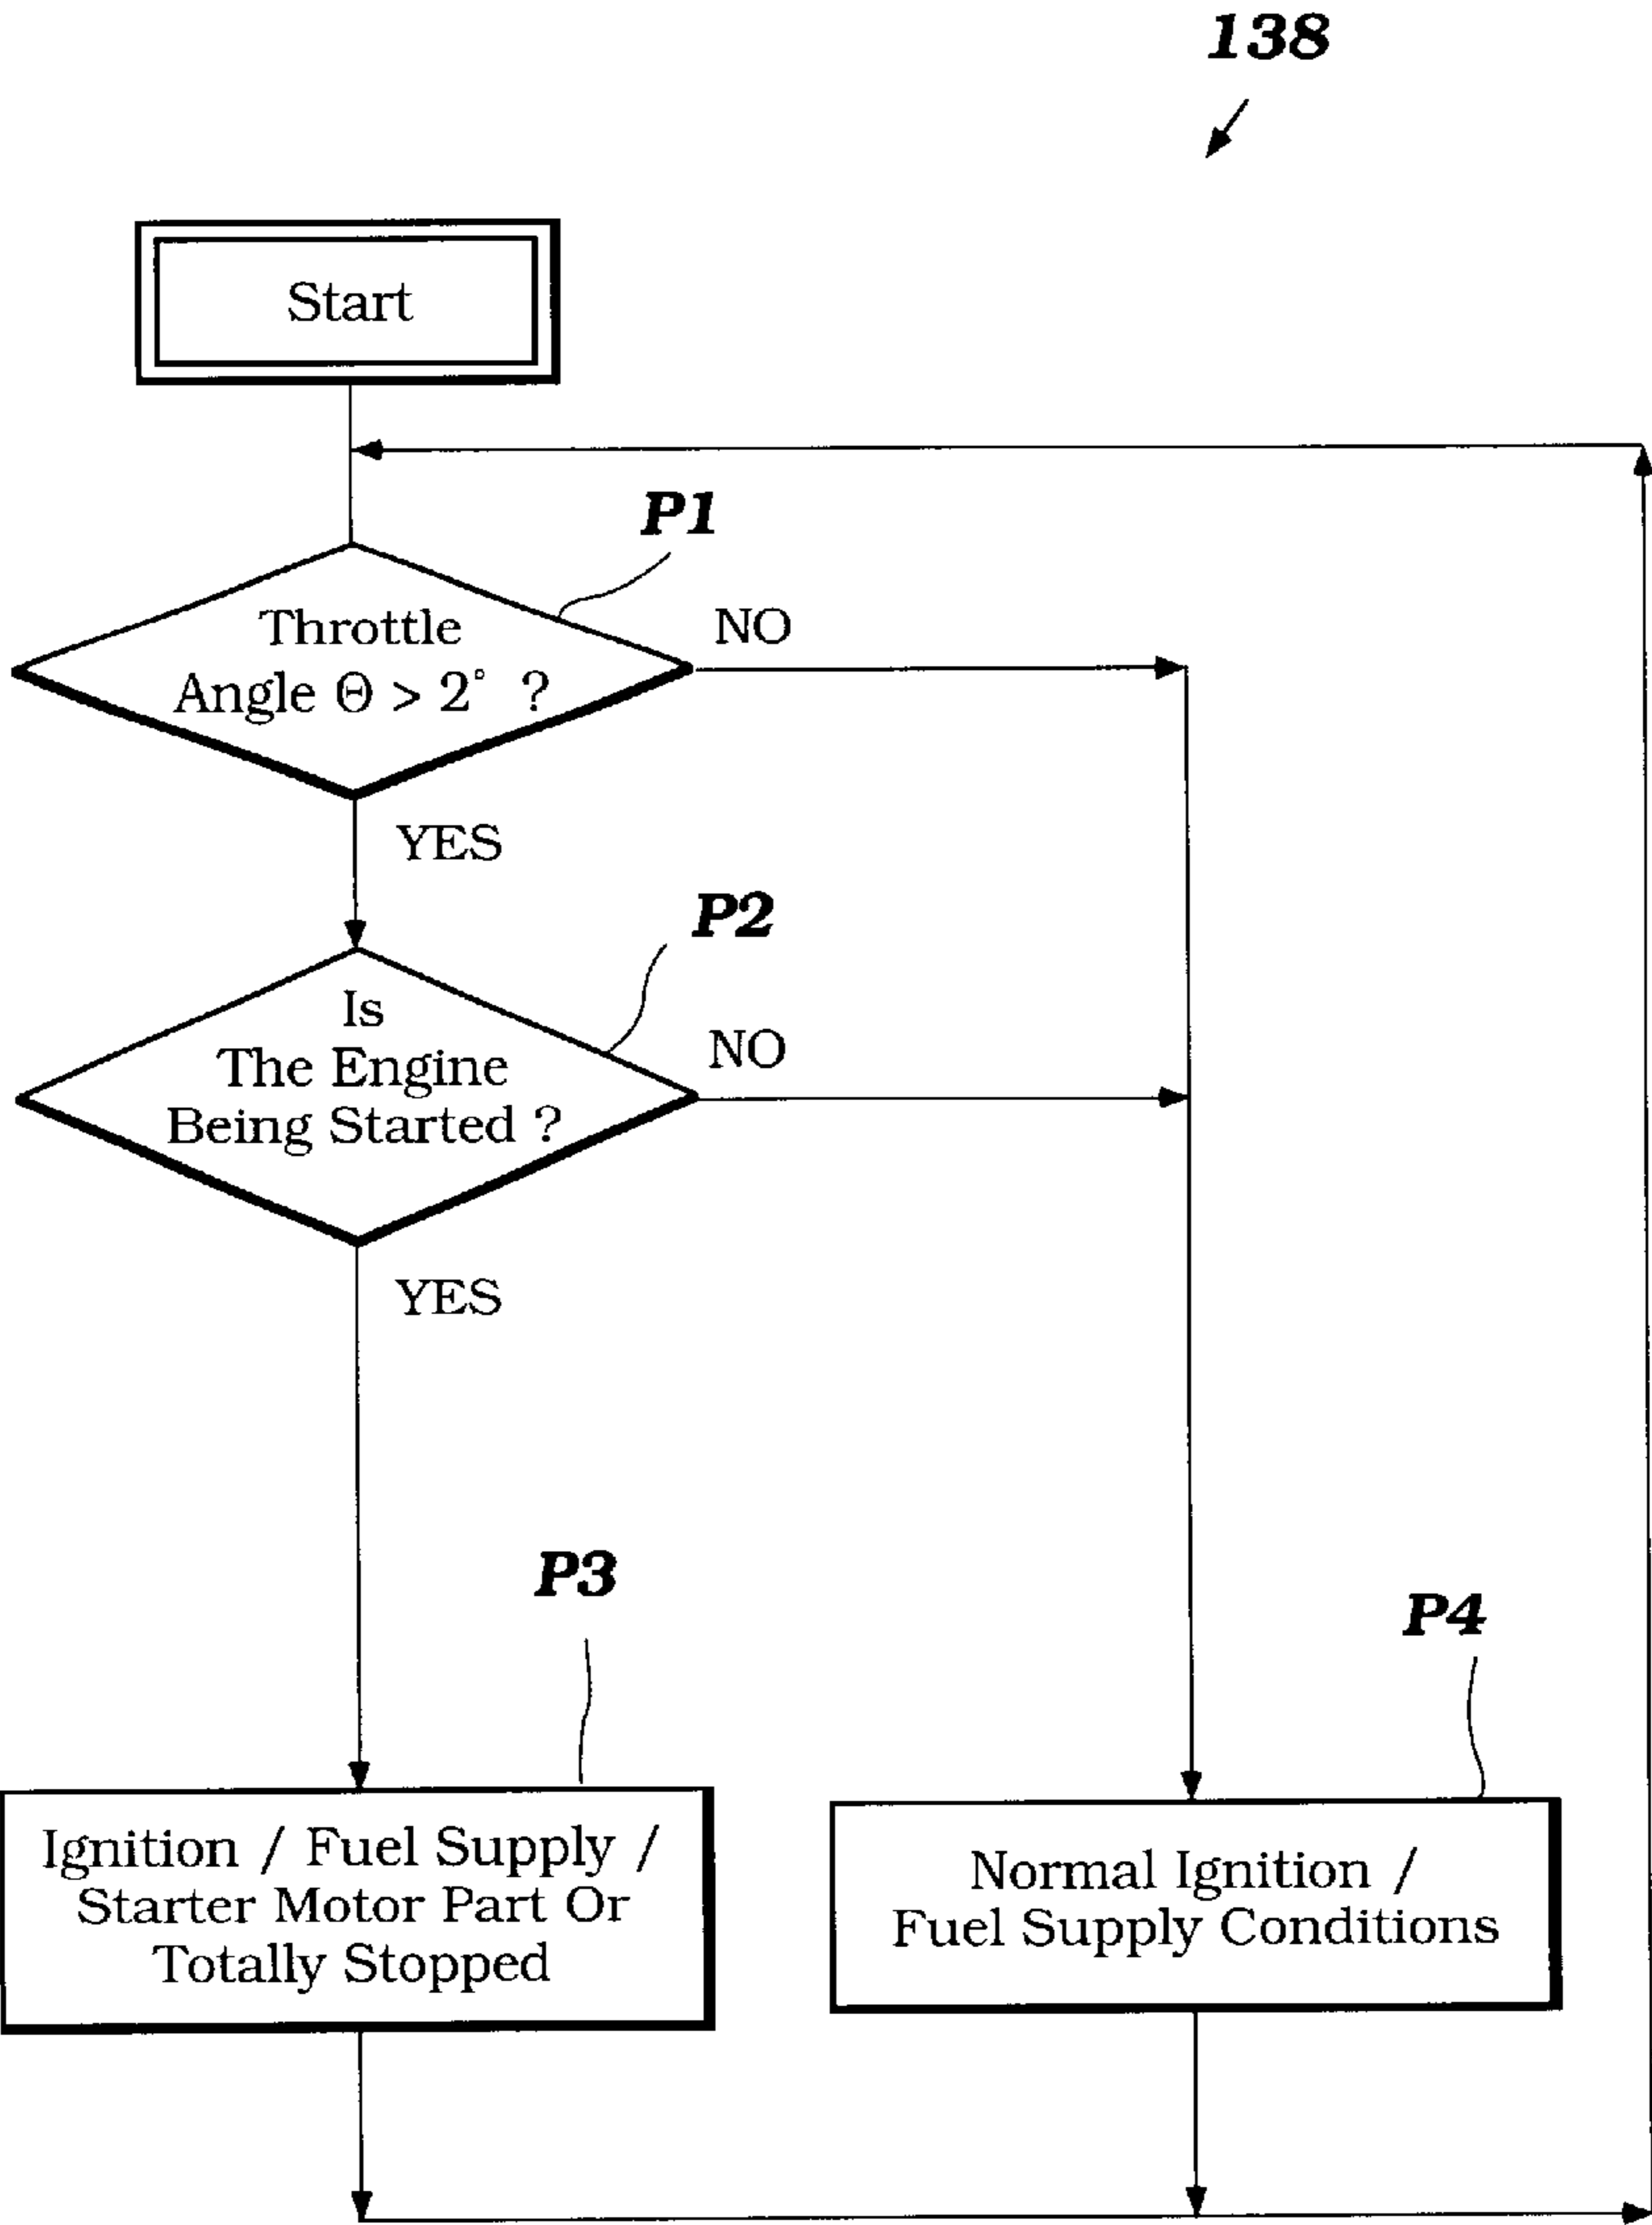 138
Start
P1
Throttle
Angle Θ > 2° ?
NO
YES
P2
Is
The Engine
Being Started ?
NO
YES
P3
P4
Ignition / Fuel Supply /
Starter Motor Part Or
Totally Stopped
Normal Ignition /
Fuel Supply Conditions